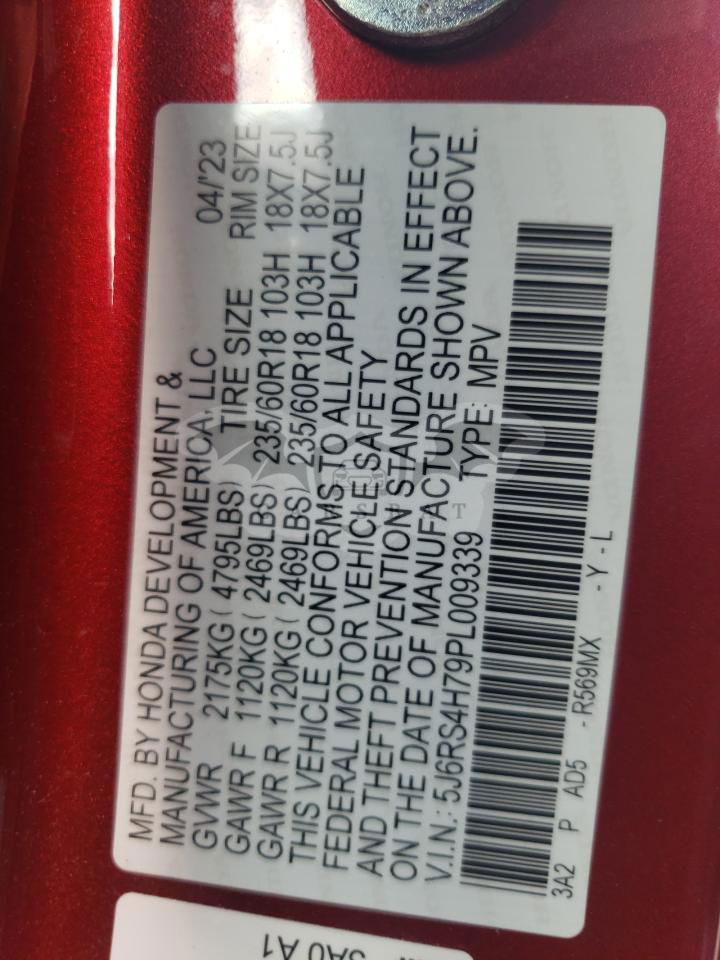 MFD. BY HONDA DEVELOPMENT &
MANUFACTURING OF AMERICA, LLC 04/'23
GVWR 2175KG ( 4795LBS) TIRE SIZE RIM SIZE
GAWR F 1120KG ( 2469LBS) 235/60R18 103H 18X7.5J
GAWR R 1120KG ( 2469LBS) 235/60R18 103H 18X7.5J
THIS VEHICLE CONFORMS TO ALL APPLICABLE
FEDERAL MOTOR VEHICLE SAFETY
AND THEFT PREVENTION STANDARDS IN EFFECT
ON THE DATE OF MANUFACTURE SHOWN ABOVE.
V.I.N.: 5J6RS4H79PL009339 TYPE: MPV
3A2 P AD5 -R569MX -Y-L
3A0 A1